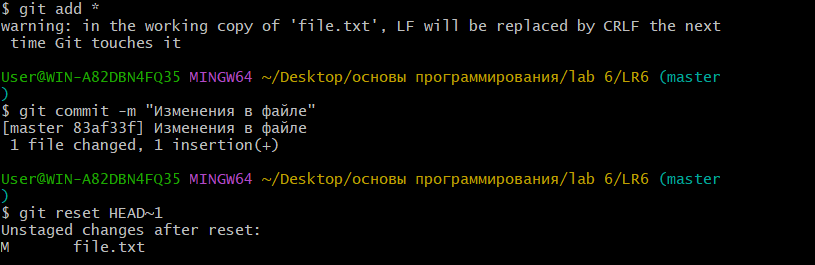 $ git add *
warning: in the working copy of 'file.txt', LF will be replaced by CRLF the next
 time Git touches it
User@WIN-A82DBN4FQ35 MINGW64 ~/Desktop/основы программирования/lab 6/LR6 (master
)
$ git commit -m "Изменения в файле"
[master 83af33f] Изменения в файле
 1 file changed, 1 insertion(+)
User@WIN-A82DBN4FQ35 MINGW64 ~/Desktop/основы программирования/lab 6/LR6 (master
)
$ git reset HEAD~1
Unstaged changes after reset:
M       file.txt